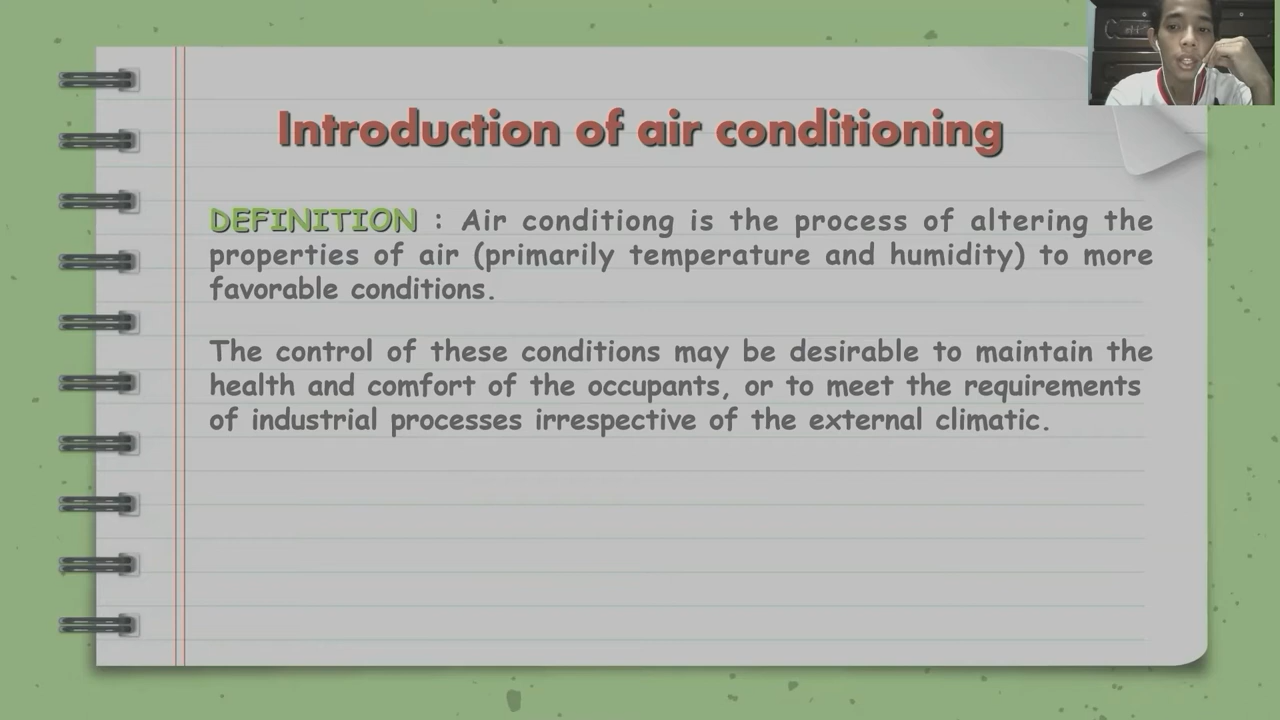 Introduction of air conditioning
DEFINITION : Air conditiong is the process of altering the
properties of air (primarily temperature and humidity) to more
favorable conditions.
The control of these conditions may be desirable to maintain the
health and comfort of the occupants, or to meet the requirements
of industrial processes irrespective of the external climatic.